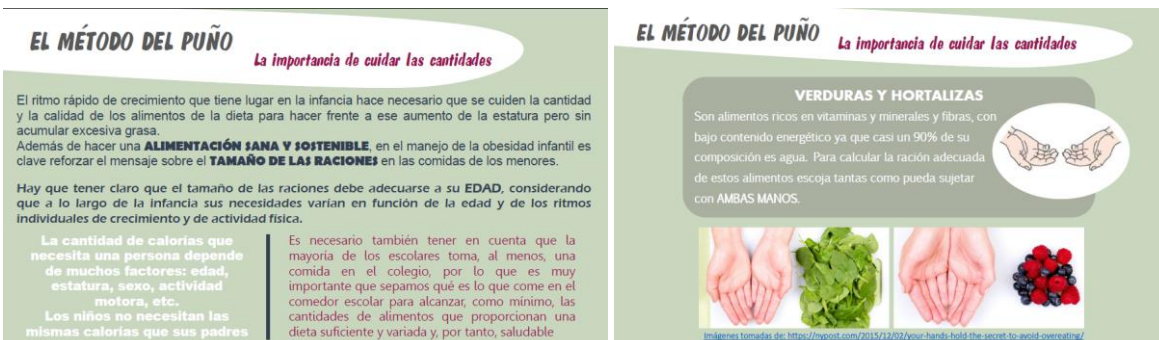 EL MÉTODO DEL PUÑO
La importancia de cuidar las cantidades
El ritmo rápido de crecimiento que tiene lugar en la infancia hace necesario que se cuiden la cantidad
y la calidad de los alimentos de la dieta para hacer frente a ese aumento de la estatura pero sin
acumular excesiva grasa.
Además de hacer una ALIMENTACIÓN SANA Y SOSTENIBLE, en el manejo de la obesidad infantil es
clave reforzar el mensaje sobre el TAMAÑO DE LAS RACIONES en las comidas de los menores.
Hay que tener claro que el tamaño de las raciones debe adecuarse a su EDAD, considerando
que a lo largo de la infancia sus necesidades varían en función de la edad y de los ritmos
individuales de crecimiento y de actividad física.
La cantidad de calorías que
necesita una persona depende
de muchos factores: edad,
estatura, sexo, actividad
motora, etc.
Los niños no necesitan las
mismas calorías que sus padres
Es necesario también tener en cuenta que la
mayoría de los escolares toma, al menos, una
comida en el colegio, por lo que es muy
importante que sepamos qué es lo que come en el
comedor escolar para alcanzar, como mínimo, las
cantidades de alimentos que proporcionan una
dieta suficiente y variada y, por tanto, saludable
EL MÉTODO DEL PUÑO
La importancia de cuidar las cantidades
VERDURAS Y HORTALIZAS
Son alimentos ricos en vitaminas y minerales y fibras, con
bajo contenido energético ya que casi un 90% de su
composición es agua. Para calcular la ración adecuada
de estos alimentos escoja tantas como pueda sujetar
con AMBAS MANOS.
Imágenes tomadas de: https://nypost.com/2015/12/02/your-hands-hold-the-secret-to-avoid-overeating/